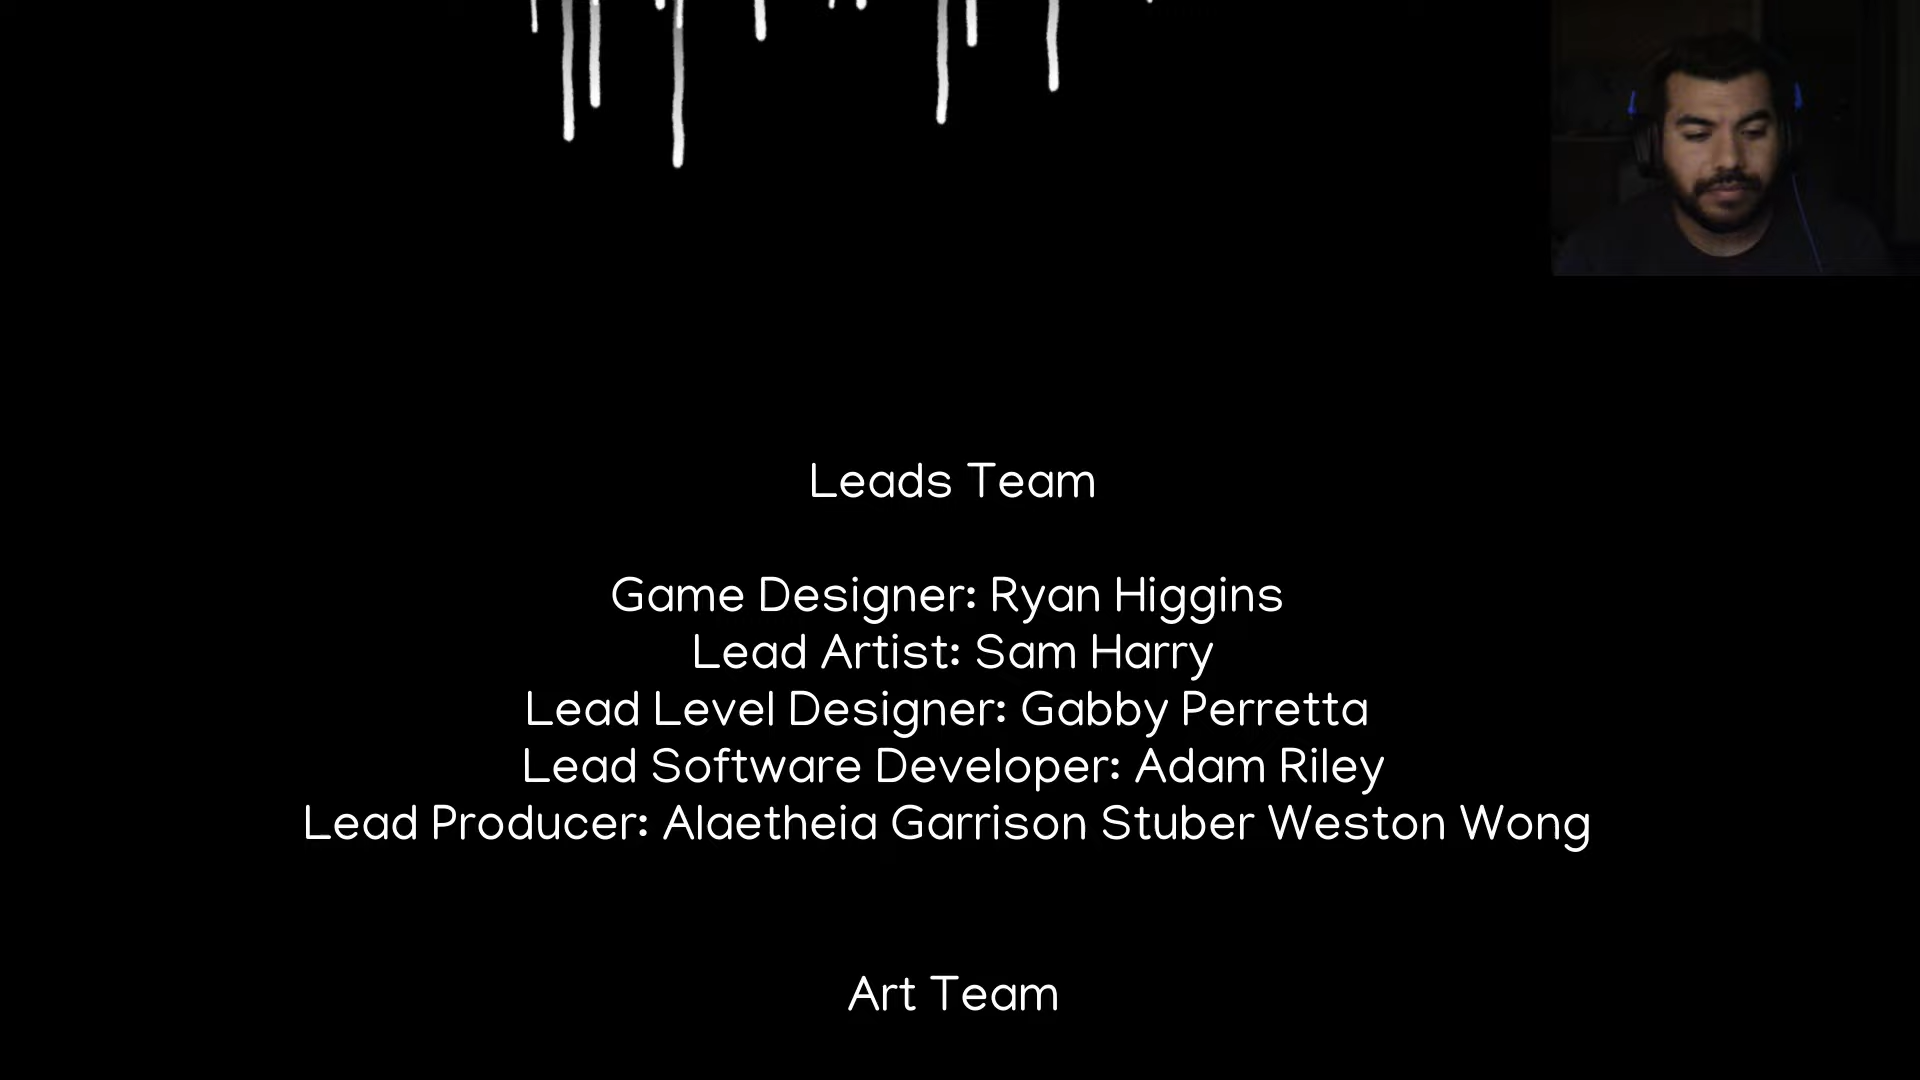 Leads Team
Game Designer: Ryan Higgins
Lead Artist: Sam Harry
Lead Level Designer: Gabby Perretta
Lead Software Developer: Adam Riley
Lead Producer: Alaetheia Garrison Stuber Weston Wong
Art Team